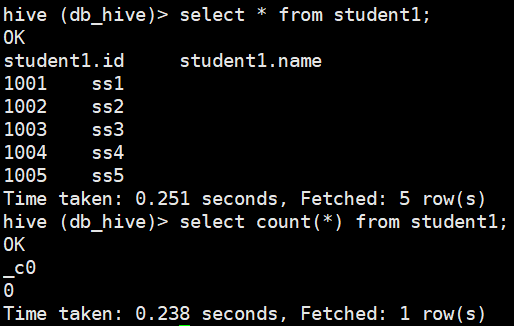 hive (db_hive)> select * from student1;
OK
student1.id     student1.name
1001    ss1
1002    ss2
1003    ss3
1004    ss4
1005    ss5
Time taken: 0.251 seconds, Fetched: 5 row(s)
hive (db_hive)> select count(*) from student1;
OK
_c0
0
Time taken: 0.238 seconds, Fetched: 1 row(s)